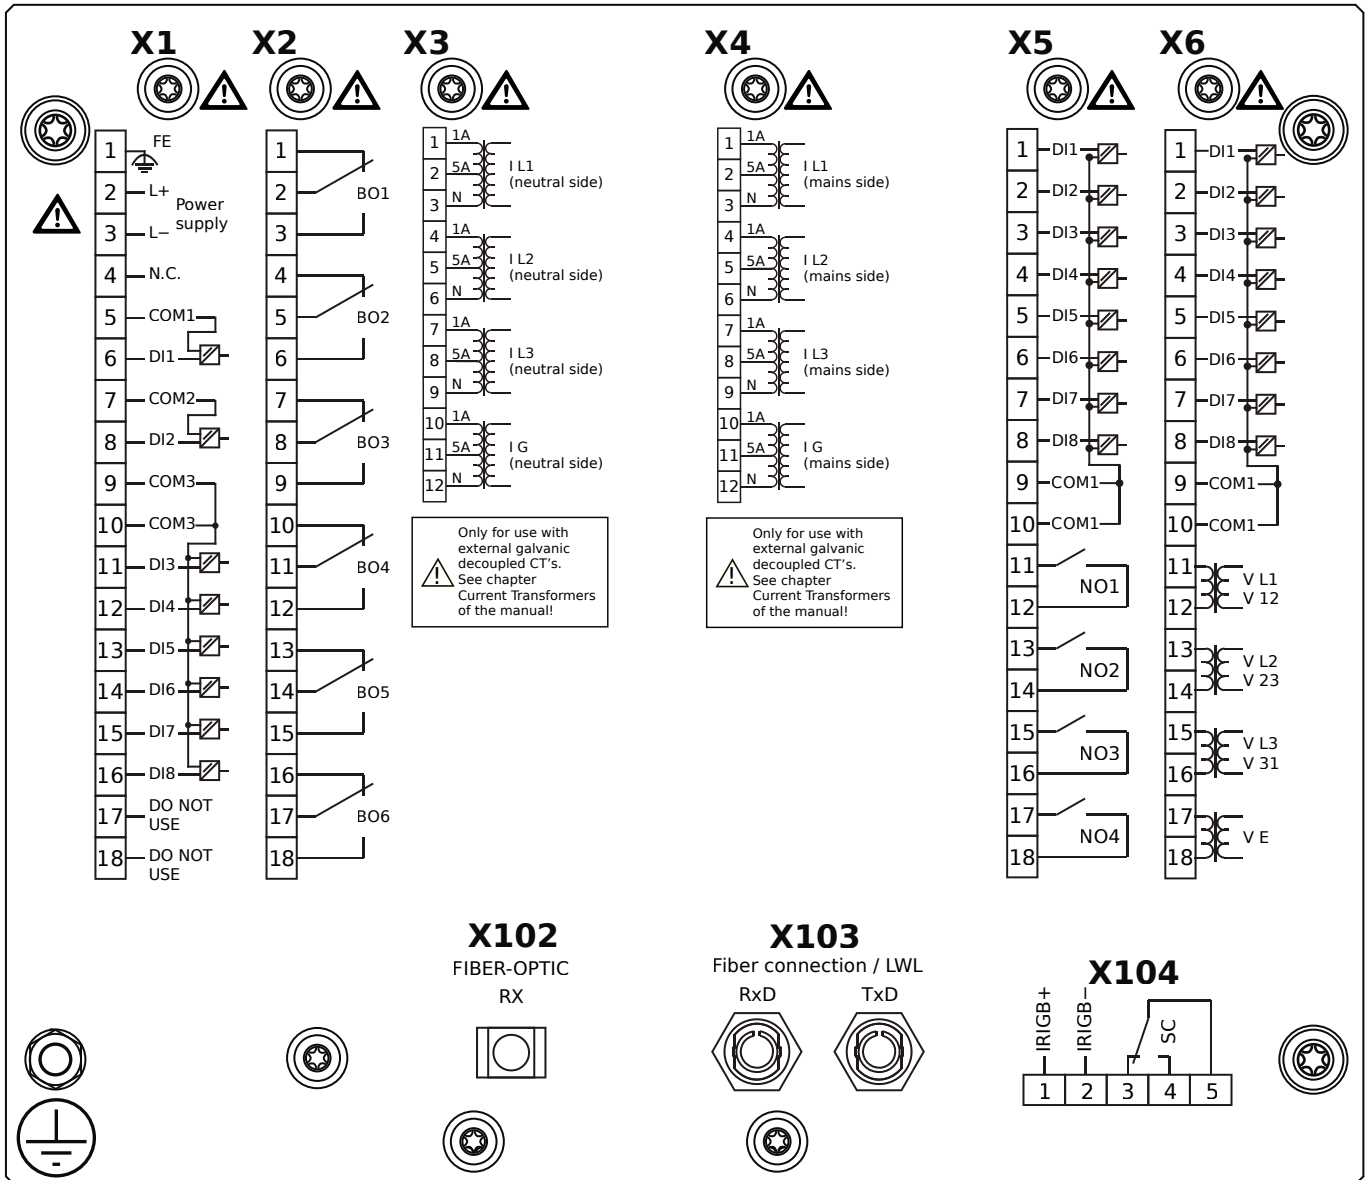 X1
X2
X3
X4
X5
X6
1
FE
2
L+
Power
supply
3
L−
4
N.C.
5
COM1
6
DI1
7
COM2
8
DI2
9
COM3
10
COM3
11
DI3
12
DI4
13
DI5
14
DI6
15
DI7
16
DI8
17
DO NOT
USE
18
DO NOT
USE
1
2
BO1
3
4
5
BO2
6
7
8
BO3
9
10
11
BO4
12
13
14
BO5
15
16
17
BO6
18
1
1A
2
5A
I L1
(neutral side)
3
N
4
1A
5
5A
I L2
(neutral side)
6
N
7
1A
8
5A
I L3
(neutral side)
9
N
10
1A
11
5A
I G
(neutral side)
12
N
Only for use with
external galvanic
decoupled CT's.
See chapter
Current Transformers
of the manual!
1
1A
2
5A
I L1
(mains side)
3
N
4
1A
5
5A
I L2
(mains side)
6
N
7
1A
8
5A
I L3
(mains side)
9
N
10
1A
11
5A
I G
(mains side)
12
N
Only for use with
external galvanic
decoupled CT's.
See chapter
Current Transformers
of the manual!
1
DI1
2
DI2
3
DI3
4
DI4
5
DI5
6
DI6
7
DI7
8
DI8
9
COM1
10
COM1
11
NO1
12
13
NO2
14
15
NO3
16
17
NO4
18
1
DI1
2
DI2
3
DI3
4
DI4
5
DI5
6
DI6
7
DI7
8
DI8
9
COM1
10
COM1
11
V L1
V 12
12
13
V L2
V 23
14
15
V L3
V 31
16
17
V E
18
X102
FIBER-OPTIC
RX
X103
Fiber connection / LWL
RxD
TxD
X104
IRIGB+
IRIGB−
SC
1
2
3
4
5